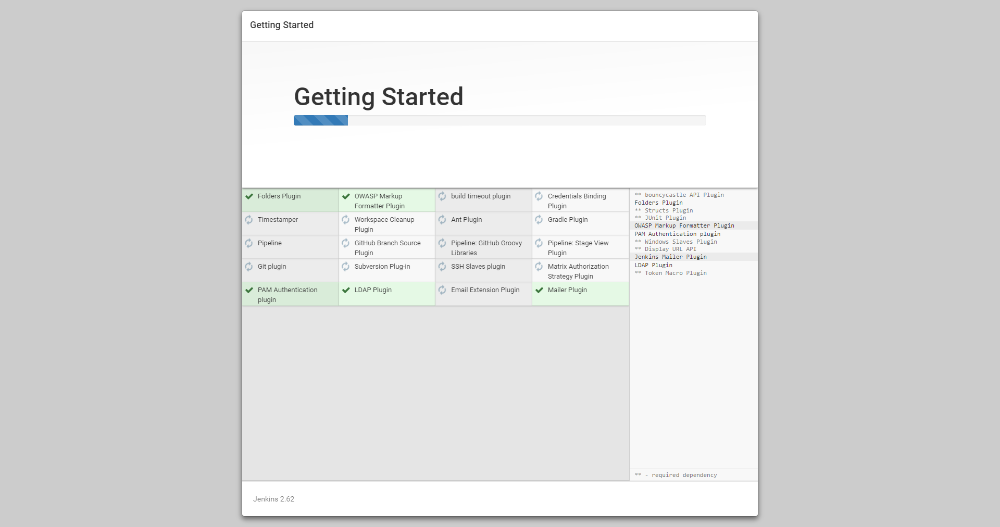 Getting Started
Getting Started
Folders Plugin
OWASP Markup
Formatter Plugin
build timeout plugin
Credentials Binding
Plugin
Timestamper
Workspace Cleanup
Plugin
Ant Plugin
Gradle Plugin
Pipeline
GitHub Branch Source
Plugin
Pipeline: GitHub Groovy
Libraries
Pipeline: Stage View
Plugin
Git plugin
Subversion Plug-in
SSH Slaves plugin
Matrix Authorization
Strategy Plugin
PAM Authentication
plugin
LDAP Plugin
Email Extension Plugin
Mailer Plugin
** bouncycastle API Plugin
Folders Plugin
** Structs Plugin
** JUnit Plugin
OWASP Markup Formatter Plugin
PAM Authentication plugin
** Windows Slaves Plugin
** Display URL API
Jenkins Mailer Plugin
LDAP Plugin
** Token Macro Plugin
** - required dependency
Jenkins 2.62